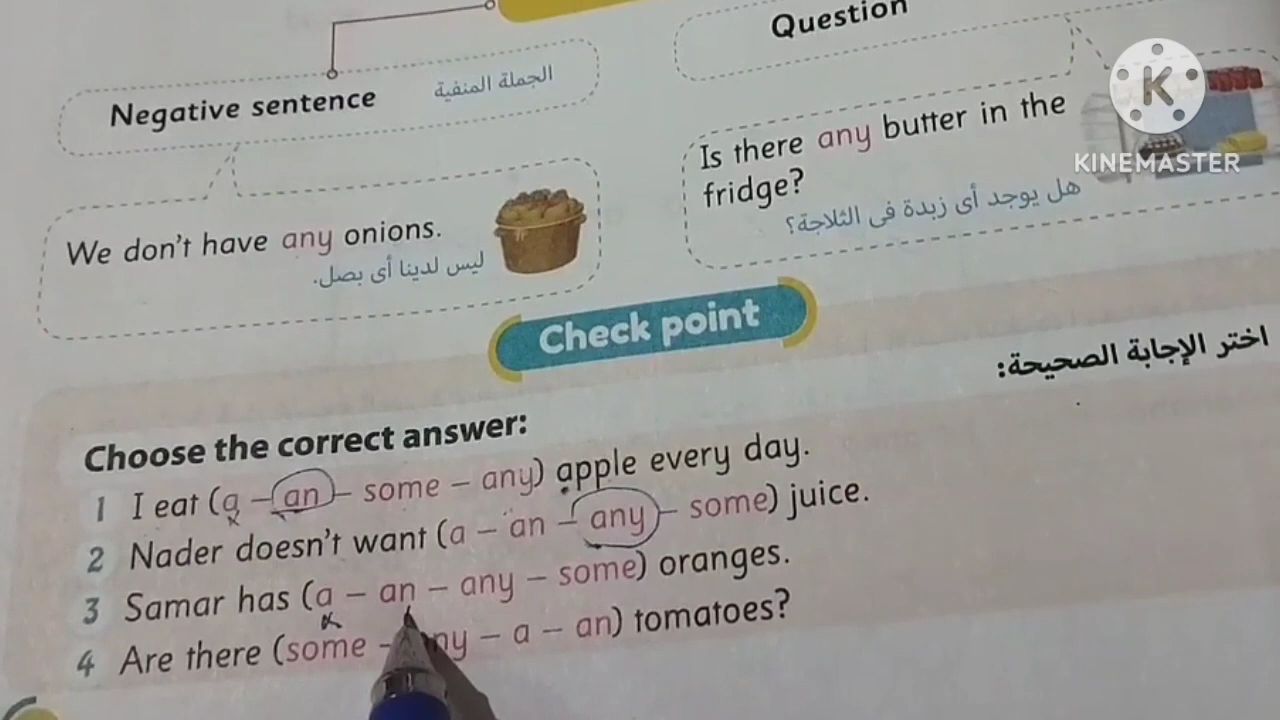 Question
Negative sentence الجملة المنفية
K
KINEMASTER
Is there any butter in the
fridge?
هل يوجد أى زبدة فى الثلاجة؟
We don't have any onions.
ليس لدينا أى بصل.
Check point
اختر الإجابة الصحيحة:
Choose the correct answer:
1 I eat (a – an – some – any) apple every day.
2 Nader doesn't want (a – an – any – some) juice.
3 Samar has (a – an – any – some) oranges.
4 Are there (some – any – a – an) tomatoes?